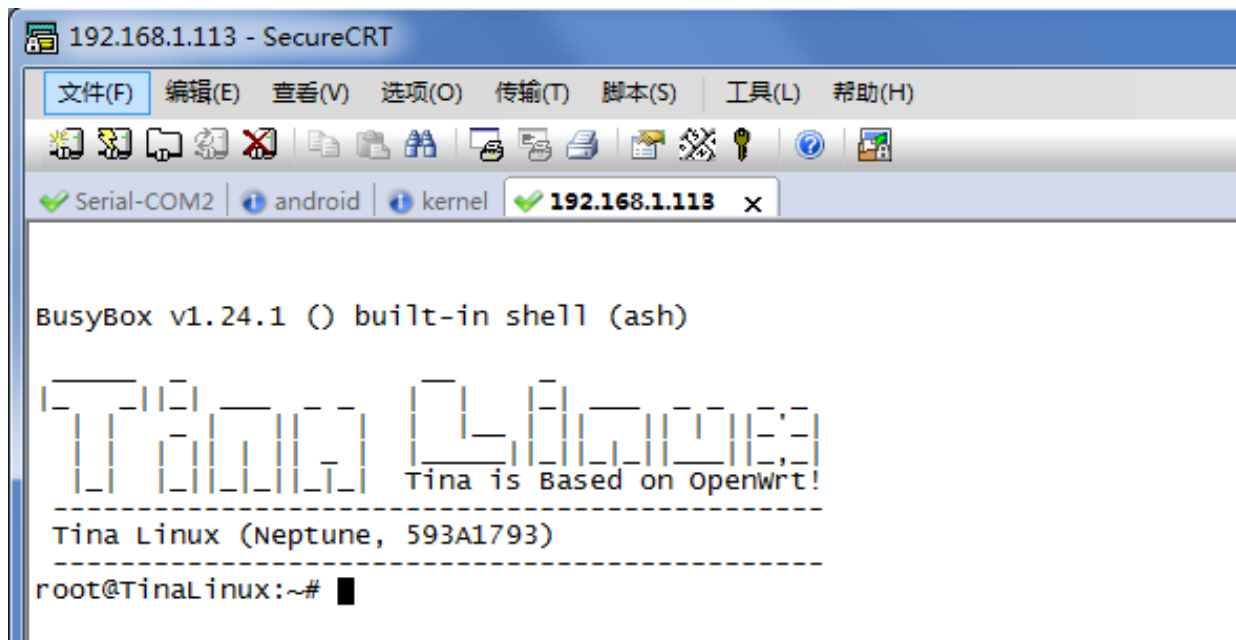 192.168.1.113 - SecureCRT
文件(F) 编辑(E) 查看(V) 选项(O) 传输(T) 脚本(S) 工具(L) 帮助(H)
Serial-COM2 android kernel 192.168.1.113 x
BusyBox v1.24.1 () built-in shell (ash)
Tina Linux
Tina is Based on OpenWrt!
----------------------------------------------
Tina Linux (Neptune, 593A1793)
----------------------------------------------
root@TinaLinux:~#